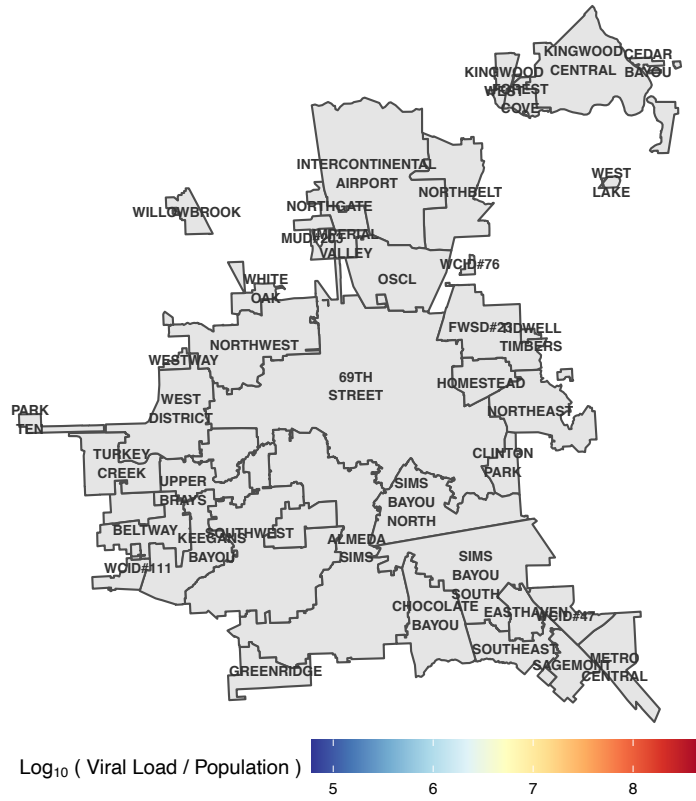 KINGWOOD
CENTRAL
CEDAR
BAYOU
KINGWOOD
WEST
FOREST
COVE
WEST
LAKE
INTERCONTINENTAL
AIRPORT
NORTHBELT
NORTHGATE
WILLOWBROOK
MUD#203
IMPERIAL
VALLEY
WCID#76
OSCL
WHITE
OAK
FWSD#23
TIDWELL
TIMBERS
NORTHWEST
WESTWAY
69TH
STREET
HOMESTEAD
WEST
DISTRICT
PARK
TEN
NORTHEAST
TURKEY
CREEK
CLINTON
PARK
UPPER
BRAYS
SIMS
BAYOU
NORTH
BELTWAY
KEEGANS
BAYOU
SOUTHWEST
ALMEDA
SIMS
WCID#111
SIMS
BAYOU
SOUTH
CHOCOLATE
BAYOU
EASTHAVEN
WCID#47
SOUTHEAST
SAGEMONT
METRO
CENTRAL
GREENRIDGE
Log₁₀ ( Viral Load / Population )
5 6 7 8